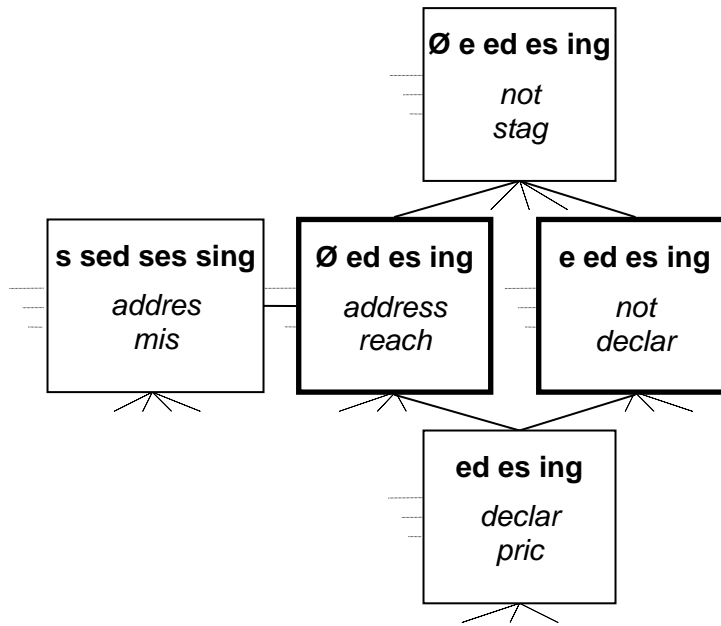 Ø e ed es ing
not
stag
s sed ses sing
addres
mis
Ø ed es ing
address
reach
e ed es ing
not
declar
ed es ing
declar
pric